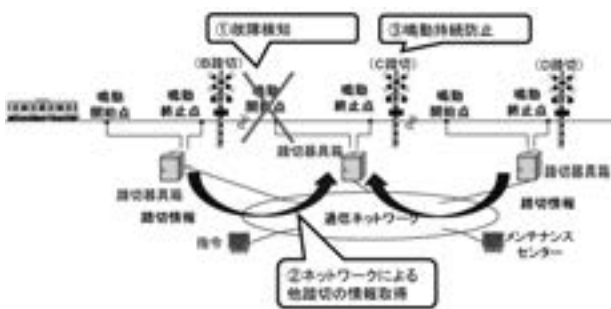 ①故障検知
③鳴動持続防止
(B踏切)
(C踏切)
(D踏切)
鳴動
開始点
鳴動
終止点
鳴動
開始点
鳴動
終止点
鳴動
開始点
鳴動
終止点
踏切器具箱
踏切器具箱
踏切器具箱
踏切情報
通信ネットワーク
踏切情報
指令
メンテナンス
センター
②ネットワークによる
他踏切の情報取得